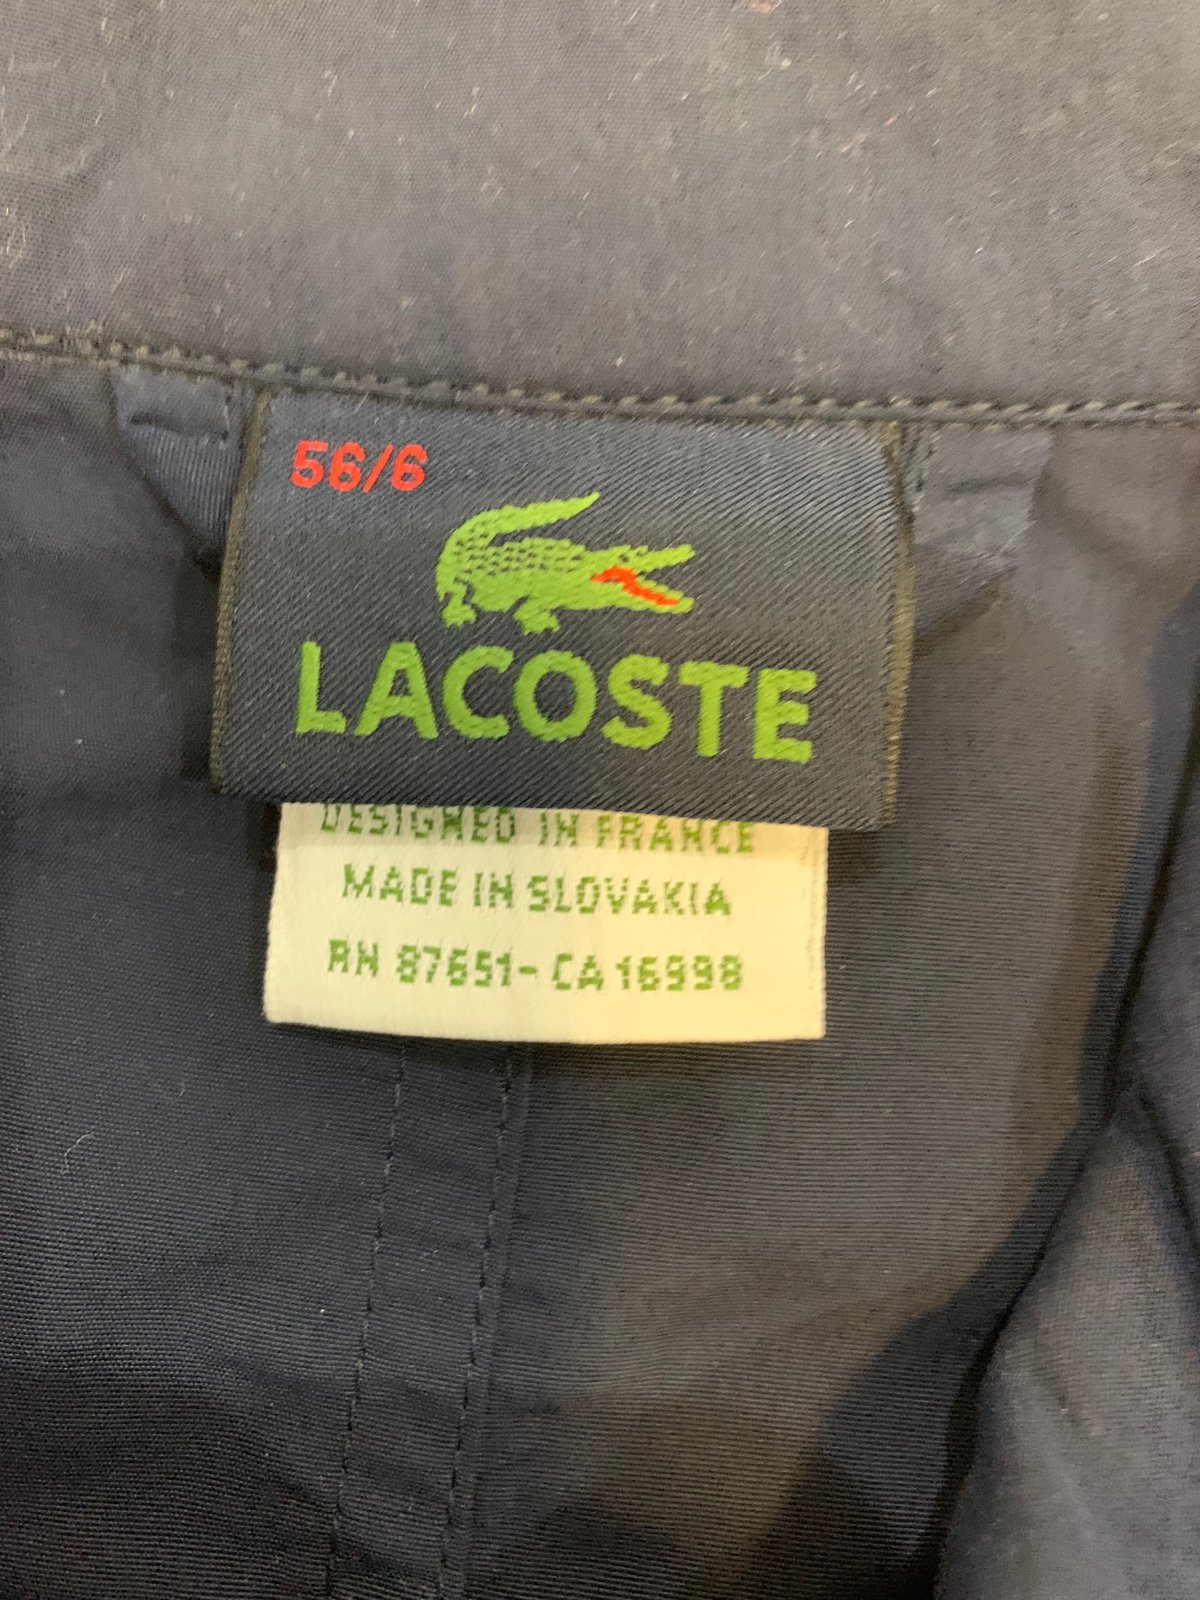 56/6
LACOSTE
DESIGNED IN FRANCE
MADE IN SLOVAKIA
RN 87651-CA 16998